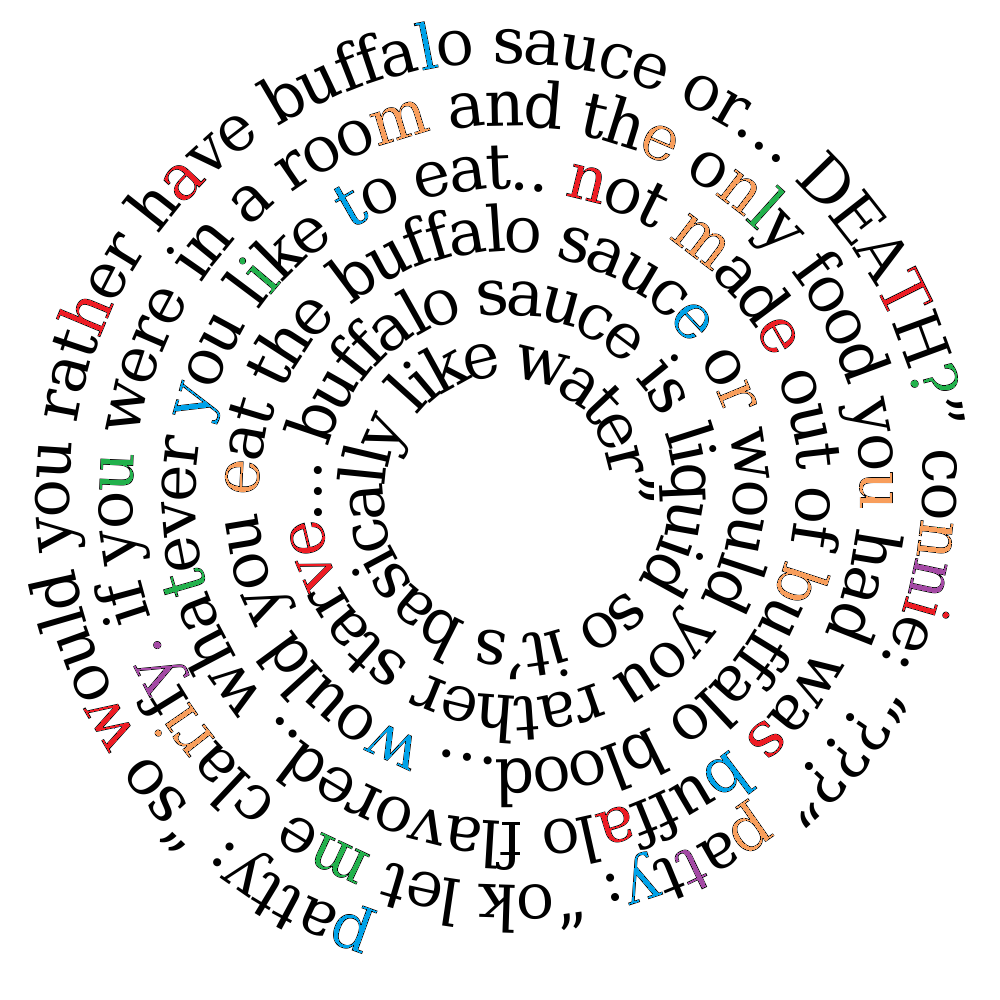 patty: “so would you rather have buffalo sauce or... DEATH?” connie: “???” patty: “ok let me clarify. if you were in a room and the only food you had was buffalo flavored.. whatever you like to eat.. not made out of buffalo blood... would you eat the buffalo sauce or would you rather starve.... buffalo sauce is liquid so it’s basically like water”